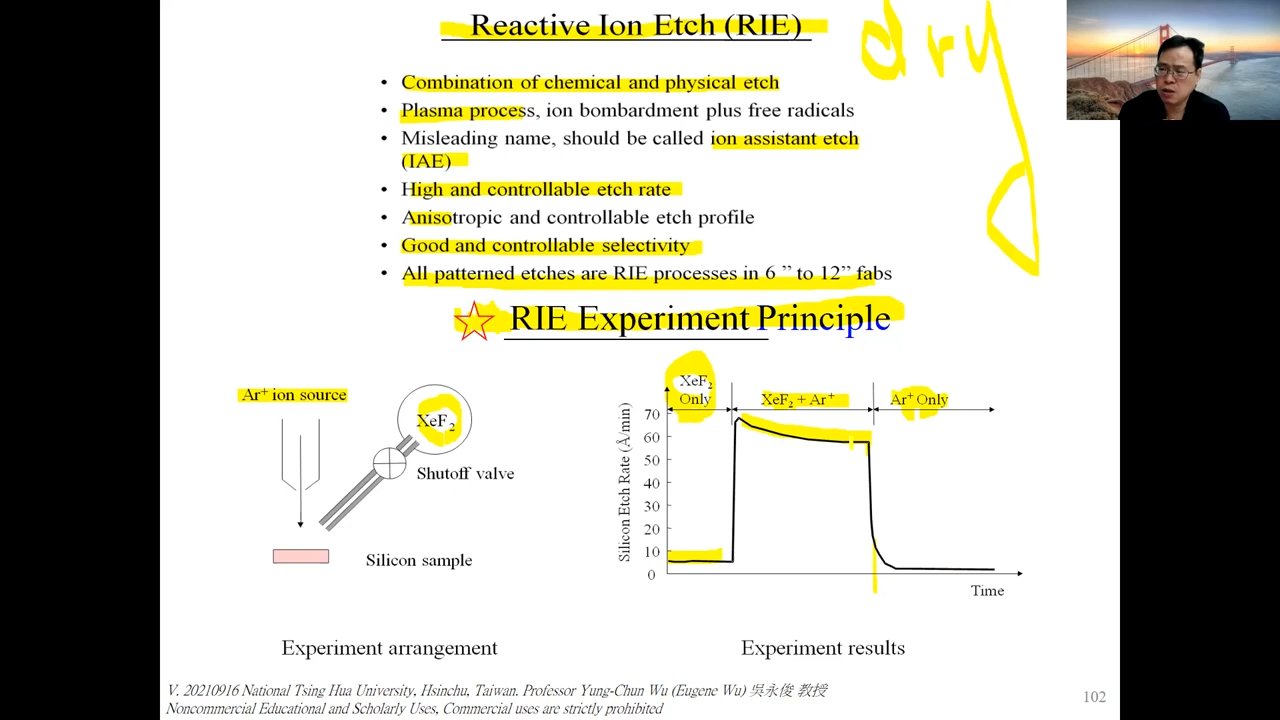 Reactive Ion Etch (RIE)
dry
• Combination of chemical and physical etch
• Plasma process, ion bombardment plus free radicals
• Misleading name, should be called ion assistant etch
(IAE)
• High and controllable etch rate
• Anisotropic and controllable etch profile
• Good and controllable selectivity
• All patterned etches are RIE processes in 6 ” to 12” fabs
RIE Experiment Principle
Ar⁺ ion source
XeF₂
Shutoff valve
Silicon sample
Experiment arrangement
XeF₂
Only
XeF₂ + Ar⁺
Ar⁺ Only
Silicon Etch Rate (Å/min)
70
60
50
40
30
20
10
0
Time
Experiment results
V. 20210916 National Tsing Hua University, Hsinchu, Taiwan. Professor Yung-Chun Wu (Eugene Wu) 吳永俊 教授
Noncommercial Educational and Scholarly Uses, Commercial uses are strictly prohibited
102